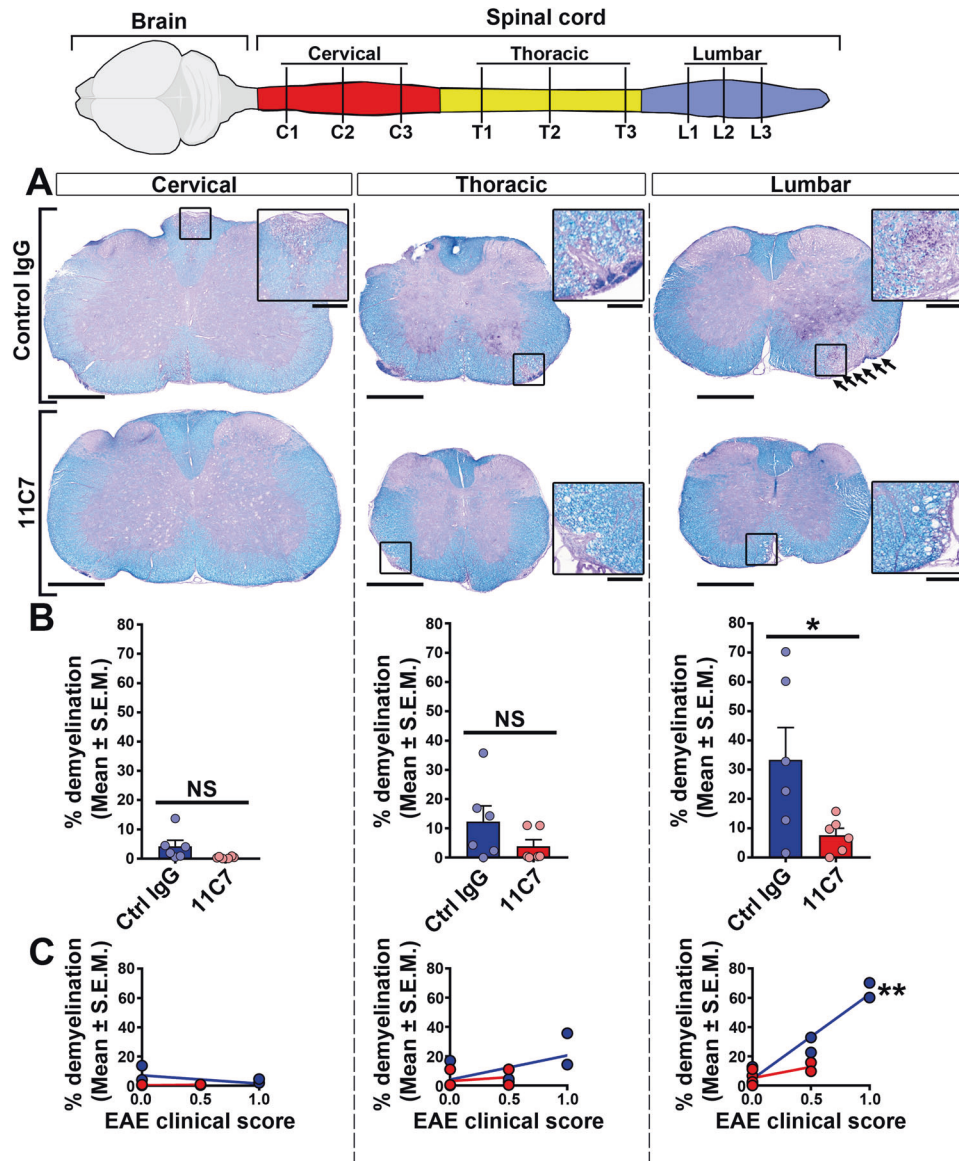 Brain
Spinal cord
Cervical
Thoracic
Lumbar
C1 C2 C3 T1 T2 T3 L1 L2 L3
A
Cervical
Thoracic
Lumbar
Control IgG
11C7
B
% demyelination
(Mean ± S.E.M.)
80
70
60
50
40
30
20
10
0
NS
Ctrl IgG
11C7
% demyelination
(Mean ± S.E.M.)
80
70
60
50
40
30
20
10
0
NS
Ctrl IgG
11C7
% demyelination
(Mean ± S.E.M.)
80
70
60
50
40
30
20
10
0
*
Ctrl IgG
11C7
C
% demyelination
(Mean ± S.E.M.)
80
60
40
20
0
0.0 0.5 1.0
EAE clinical score
% demyelination
(Mean ± S.E.M.)
80
60
40
20
0
0.0 0.5 1.0
EAE clinical score
% demyelination
(Mean ± S.E.M.)
80
60
40
20
0
**
0.0 0.5 1.0
EAE clinical score